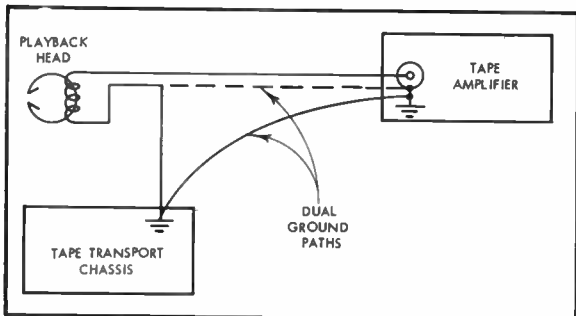 PLAYBACK
HEAD
TAPE
AMPLIFIER
DUAL
GROUND
PATHS
TAPE TRANSPORT
CHASSIS